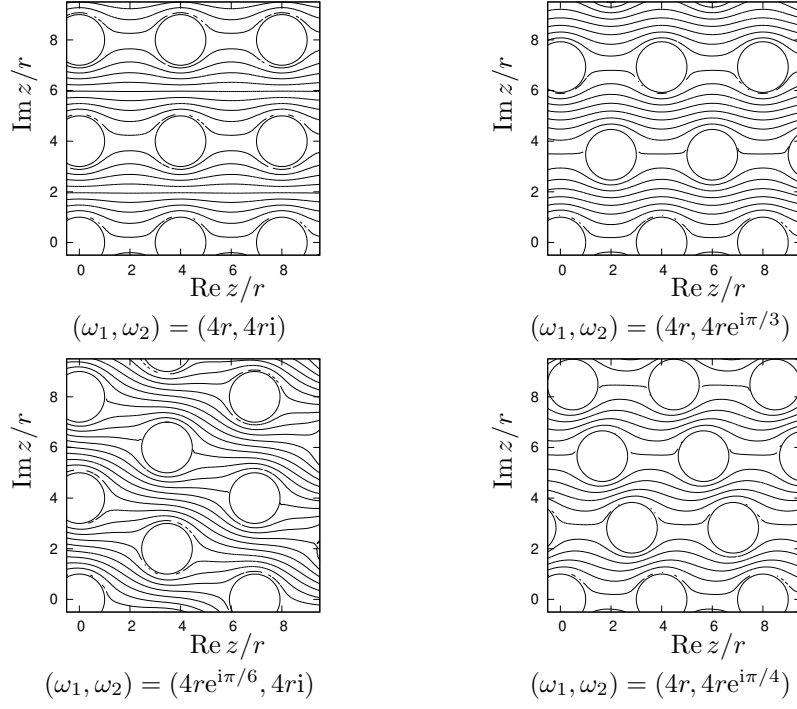 8
6
4
2
0
Im z/r
0 2 4 6 8
Re z/r
(ω₁, ω₂) = (4r, 4ri)
8
6
4
2
0
Im z/r
0 2 4 6 8
Re z/r
(ω₁, ω₂) = (4r, 4re^{iπ/3})
8
6
4
2
0
Im z/r
0 2 4 6 8
Re z/r
(ω₁, ω₂) = (4re^{iπ/6}, 4ri)
8
6
4
2
0
Im z/r
0 2 4 6 8
Re z/r
(ω₁, ω₂) = (4r, 4re^{iπ/4})